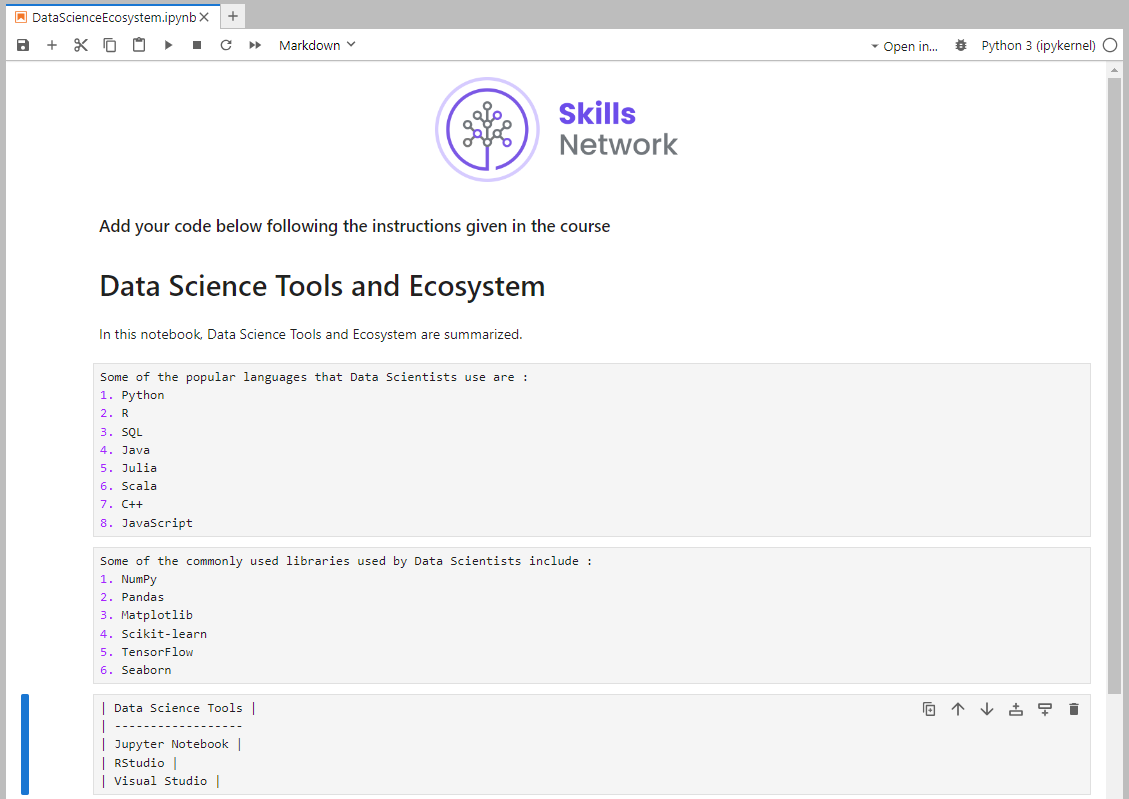 DataScienceEcosystem.ipynb
Markdown
Open in...
Python 3 (ipykernel)
Skills
Network
Add your code below following the instructions given in the course
Data Science Tools and Ecosystem
In this notebook, Data Science Tools and Ecosystem are summarized.
Some of the popular languages that Data Scientists use are :
1. Python
2. R
3. SQL
4. Java
5. Julia
6. Scala
7. C++
8. JavaScript
Some of the commonly used libraries used by Data Scientists include :
1. NumPy
2. Pandas
3. Matplotlib
4. Scikit-learn
5. TensorFlow
6. Seaborn
| Data Science Tools |
| ------------------
| Jupyter Notebook |
| RStudio |
| Visual Studio |